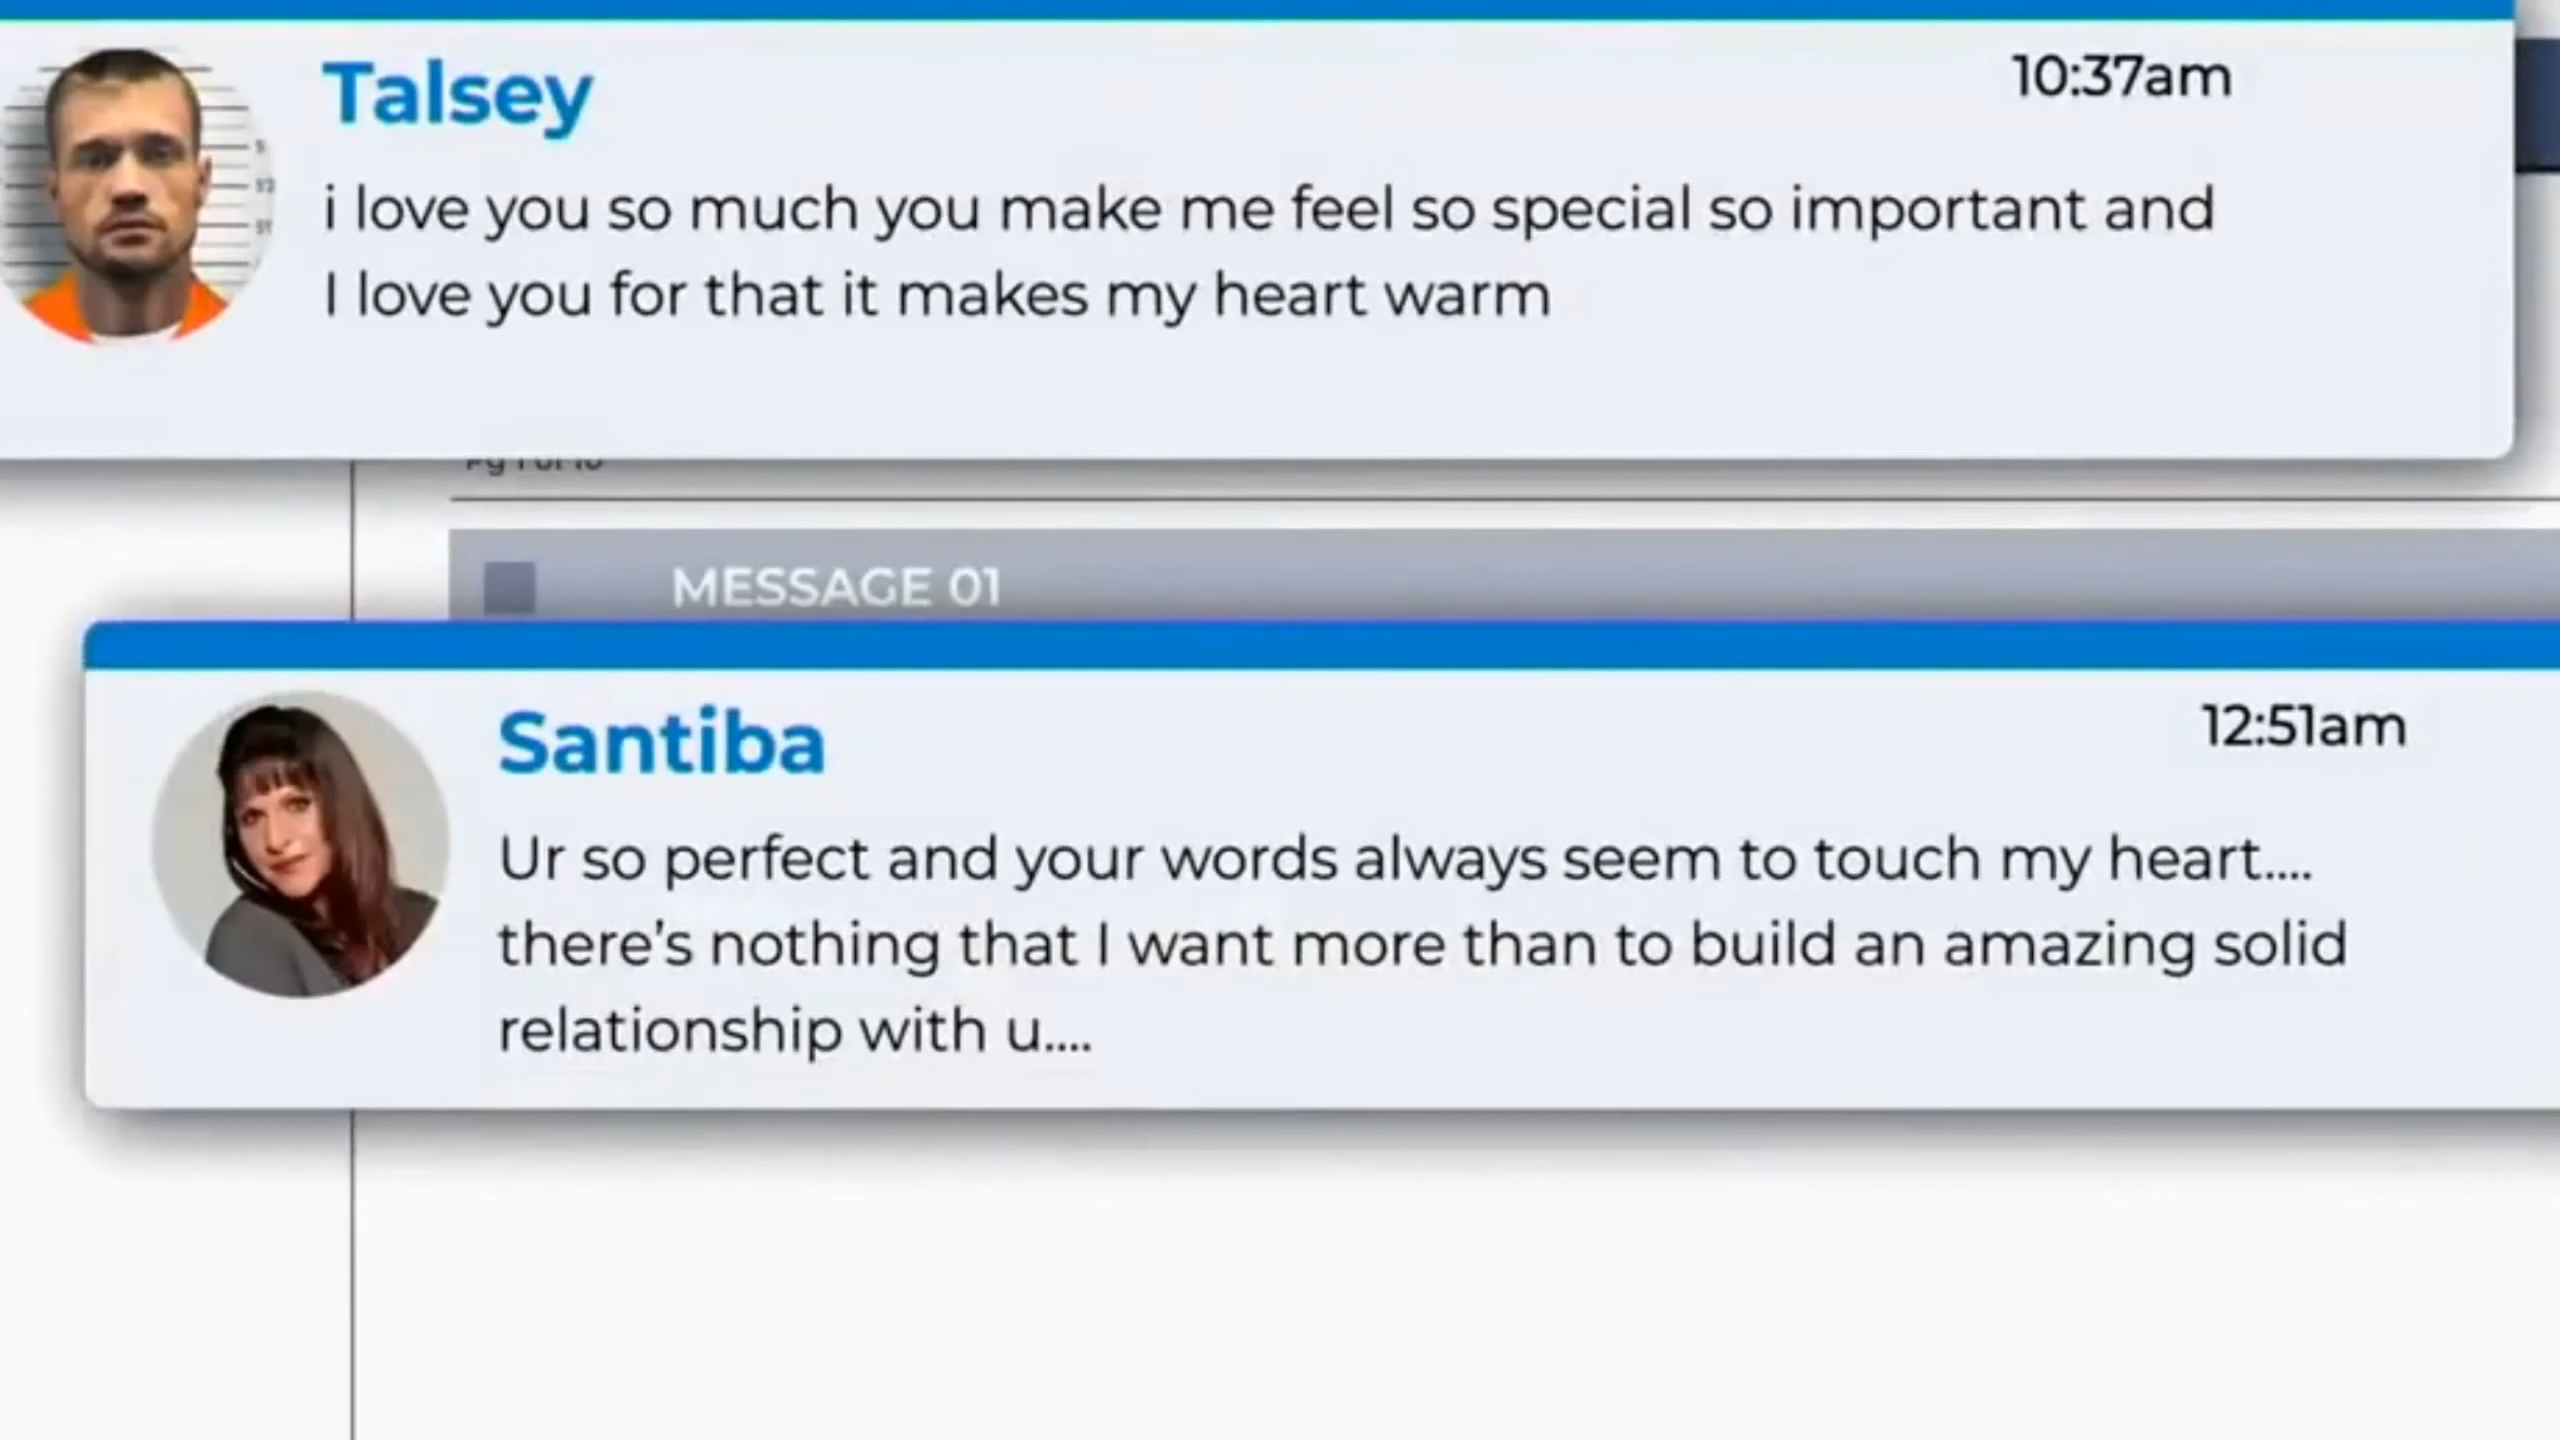 Talsey
10:37am
i love you so much you make me feel so special so important and
I love you for that it makes my heart warm
MESSAGE 01
Santiba
12:51am
Ur so perfect and your words always seem to touch my heart....
there's nothing that I want more than to build an amazing solid
relationship with u....